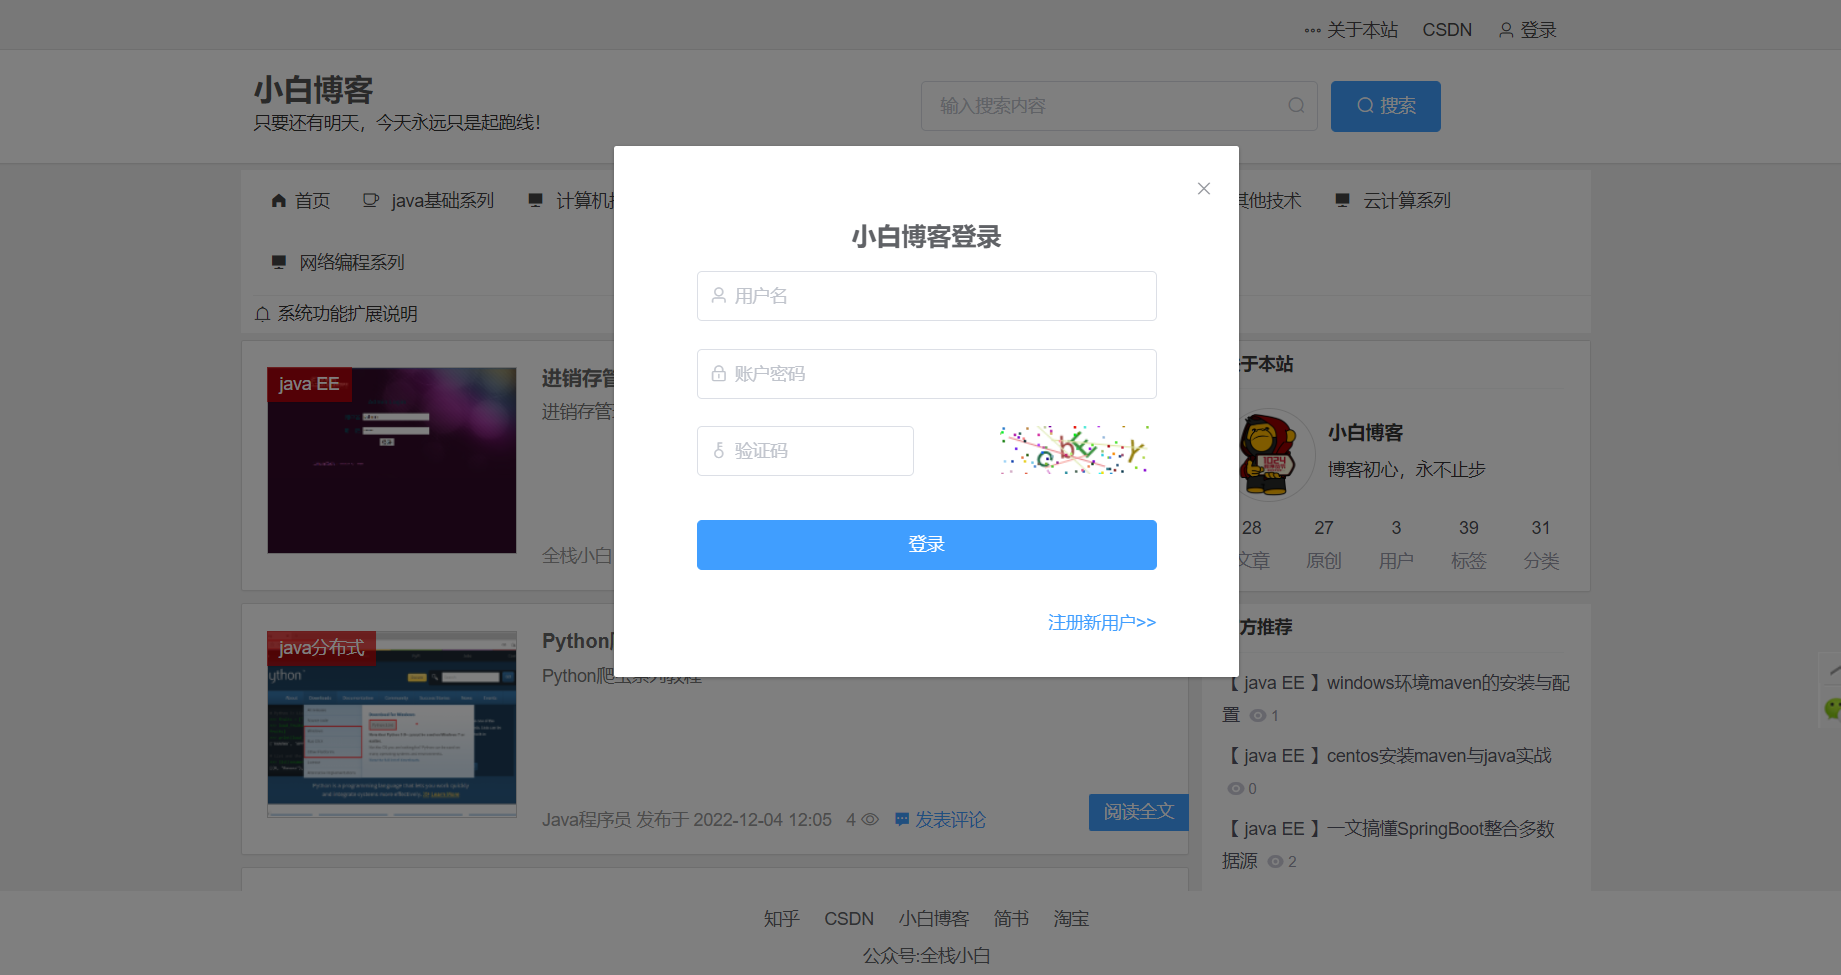 关于本站 CSDN 登录
小白博客
只要还有明天，今天永远只是起跑线！
输入搜索内容
搜索
首页 java基础系列 计算机 其他技术 云计算系列
网络编程系列
系统功能扩展说明
小白博客登录
用户名
账户密码
验证码
登录
注册新用户>>
java EE
进销存管
进销存管
全栈小白
于本站
小白博客
博客初心，永不止步
28 27 3 39 31
文章 原创 用户 标签 分类
java分布式
Python
Python爬虫系列教程
Java程序员 发布于 2022-12-04 12:05 4 发表评论
阅读全文
方推荐
【 java EE 】windows环境maven的安装与配
置 1
【 java EE 】centos安装maven与java实战
0
【 java EE 】一文搞懂SpringBoot整合多数
据源 2
知乎 CSDN 小白博客 简书 淘宝
公众号:全栈小白